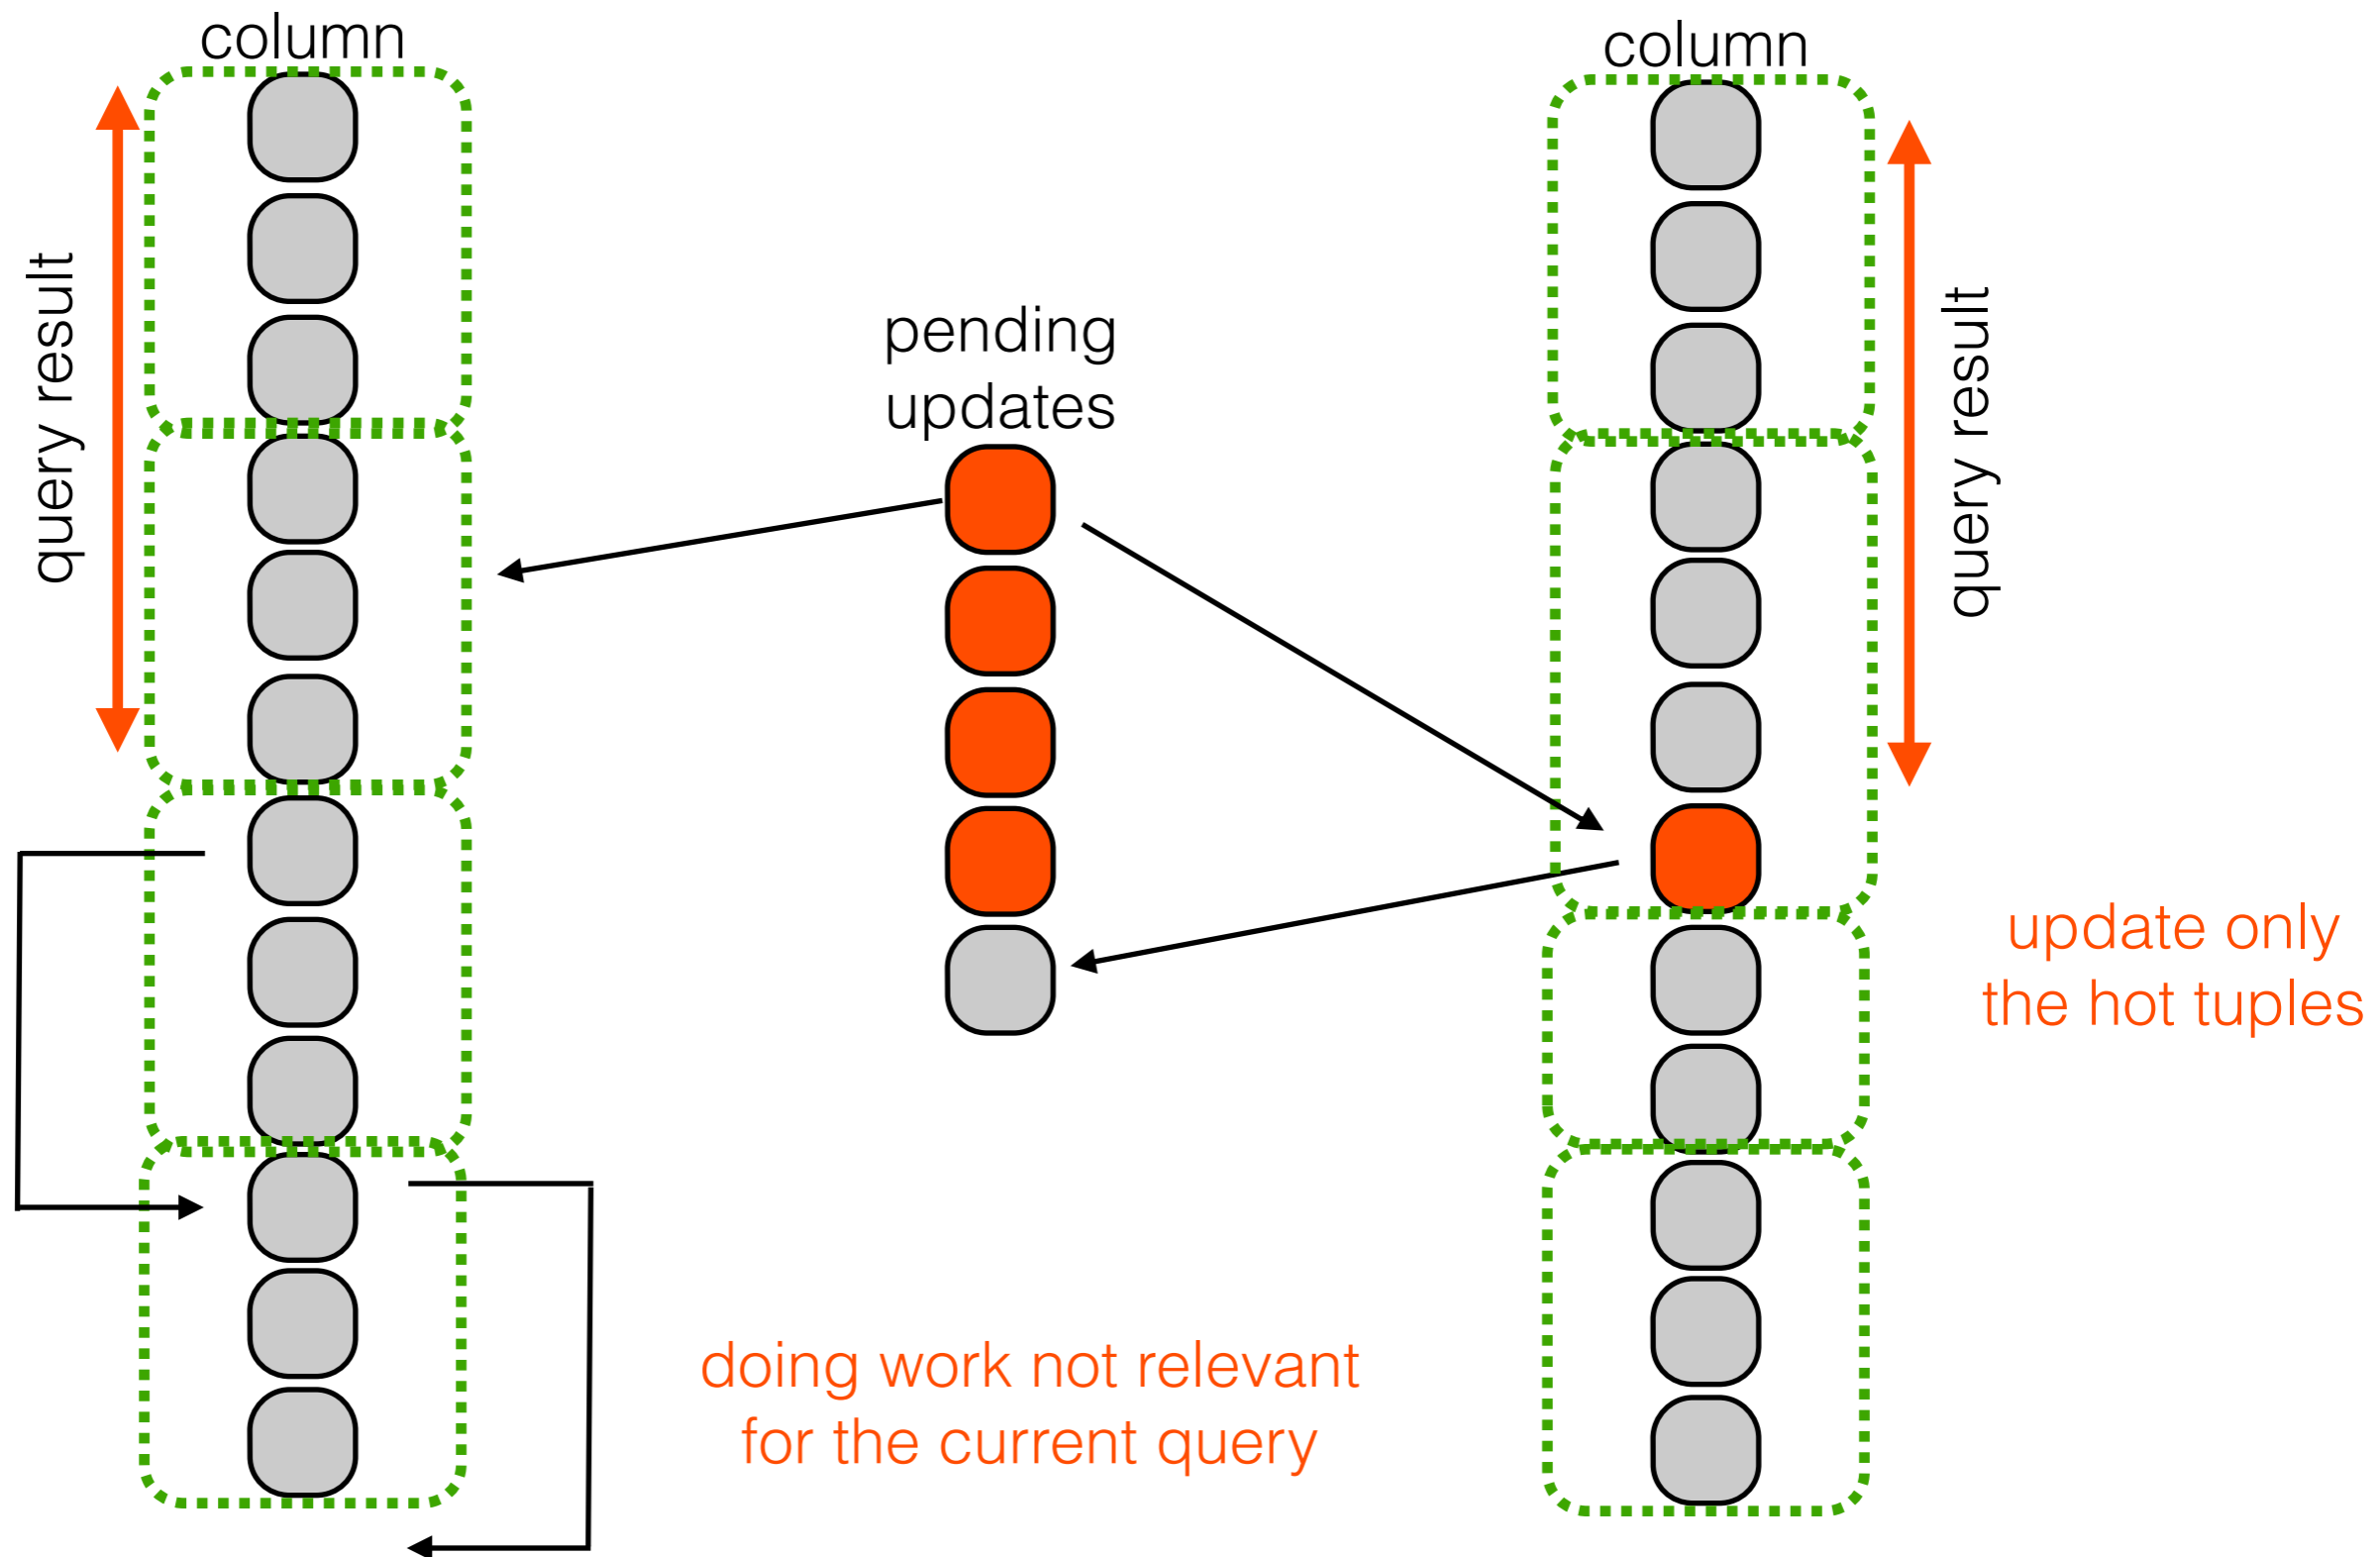 column
query result
pending
updates
column
query result
update only
the hot tuples
doing work not relevant
for the current query